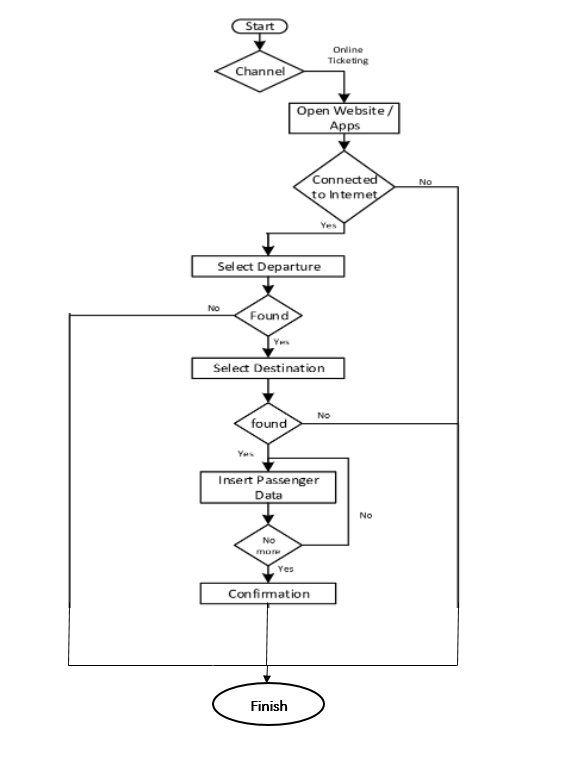 Start
Online
Ticketing
Channel
Open Website /
Apps
Connected
to Internet
No
Yes
Select Departure
No
Found
Yes
Select Destination
No
found
Yes
Insert Passenger
Data
No
No
more
Yes
Confirmation
Finish